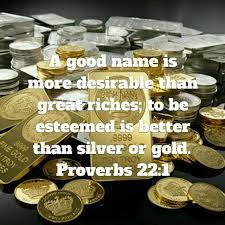 A good name is
more desirable than
great riches; to be
esteemed is better
than silver or gold.
Proverbs 22:1